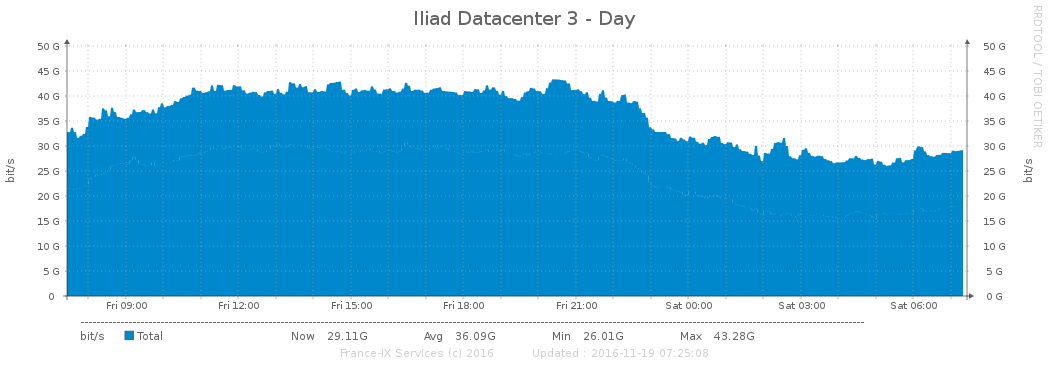 Iliad Datacenter 3 - Day
RRDTOOL / TOBI OETIKER
50 G 50 G
45 G 45 G
40 G 40 G
35 G 35 G
30 G 30 G
25 G 25 G
20 G 20 G
15 G 15 G
10 G 10 G
5 G 5 G
0 0 G
bit/s bit/s
Fri 09:00 Fri 12:00 Fri 15:00 Fri 18:00 Fri 21:00 Sat 00:00 Sat 03:00 Sat 06:00
bit/s Total Now 29.11G Avg 36.09G Min 26.01G Max 43.28G
France-IX Services (c) 2016 Updated : 2016-11-19 07:25:08